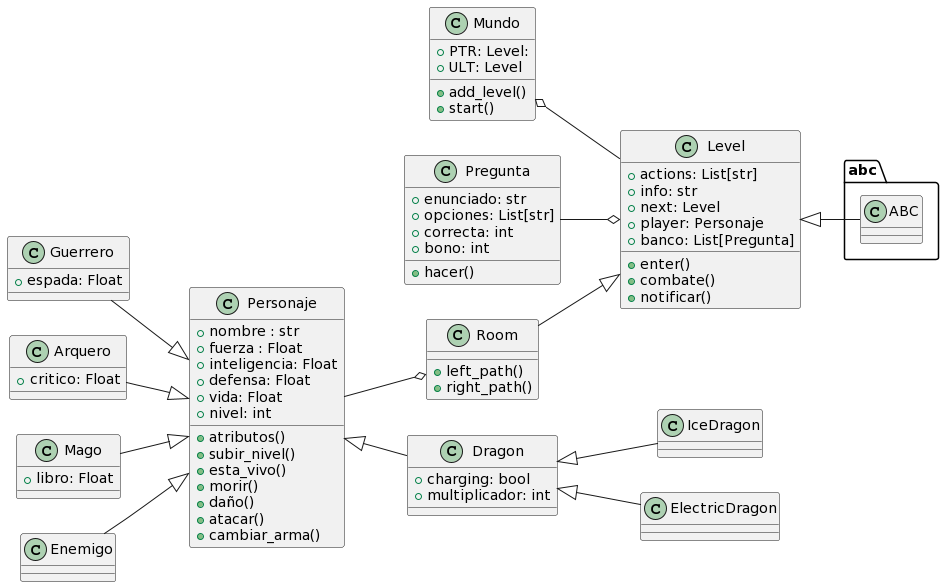 C Mundo
PTR: Level:
ULT: Level
add_level()
start()
C Level
actions: List[str]
info: str
next: Level
player: Personaje
banco: List[Pregunta]
enter()
combate()
notificar()
abc
C ABC
C Pregunta
enunciado: str
opciones: List[str]
correcta: int
bono: int
hacer()
C Guerrero
espada: Float
C Personaje
nombre : str
fuerza : Float
inteligencia: Float
defensa: Float
vida: Float
nivel: int
atributos()
subir_nivel()
esta_vivo()
morir()
daño()
atacar()
cambiar_arma()
C Room
left_path()
right_path()
C Arquero
critico: Float
C Mago
libro: Float
C Dragon
charging: bool
multiplicador: int
C IceDragon
C ElectricDragon
C Enemigo